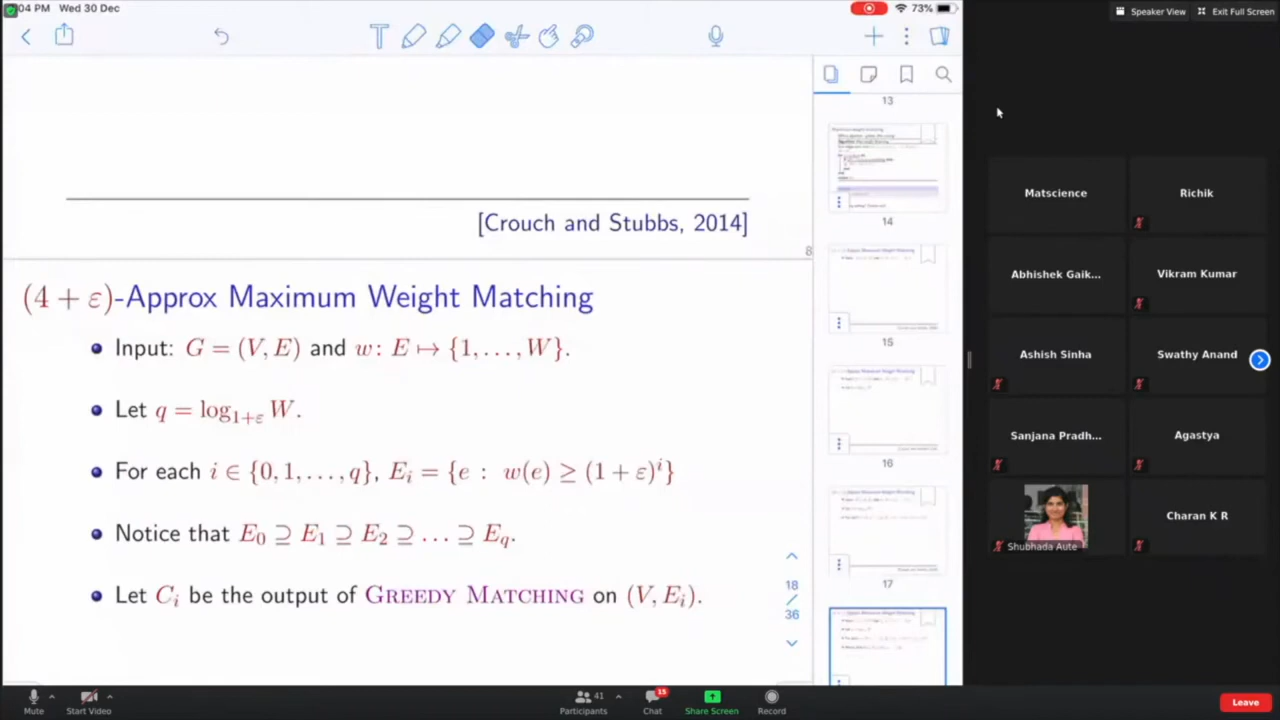 04 PM Wed 30 Dec
73%
Speaker View
Exit Full Screen
T
13
14
15
16
17
[Crouch and Stubbs, 2014]
8
(4 + ε)-Approx Maximum Weight Matching
Input: G = (V, E) and w: E ↦ {1, . . . , W}.
Let q = log₁₊ε W.
For each i ∈ {0, 1, . . . , q}, Eᵢ = {e : w(e) ≥ (1 + ε)ⁱ}
Notice that E₀ ⊇ E₁ ⊇ E₂ ⊇ . . . ⊇ E_q.
Let Cᵢ be the output of GREEDY MATCHING on (V, Eᵢ).
18
/
36
Matscience
Richik
Abhishek Gaik...
Vikram Kumar
Ashish Sinha
Swathy Anand
Sanjana Pradh...
Agastya
Shubhada Aute
Charan K R
Mute
Start Video
41
Participants
15
Chat
Share Screen
Record
Leave